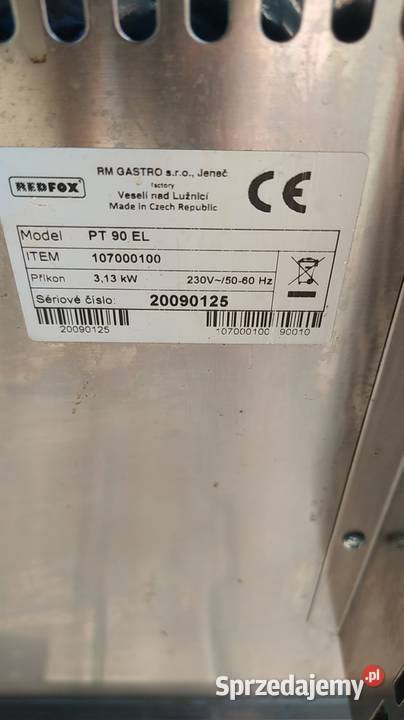 REDFOX
RM GASTRO s.r.o., Jeneč
factory
Veselí nad Lužnicí
Made in Czech Republic
CE
Model PT 90 EL
ITEM 107000100
Příkon 3,13 kW 230V~/50-60 Hz
Sériové číslo: 20090125
20090125 107000100 90010
Sprzedajemy.pl